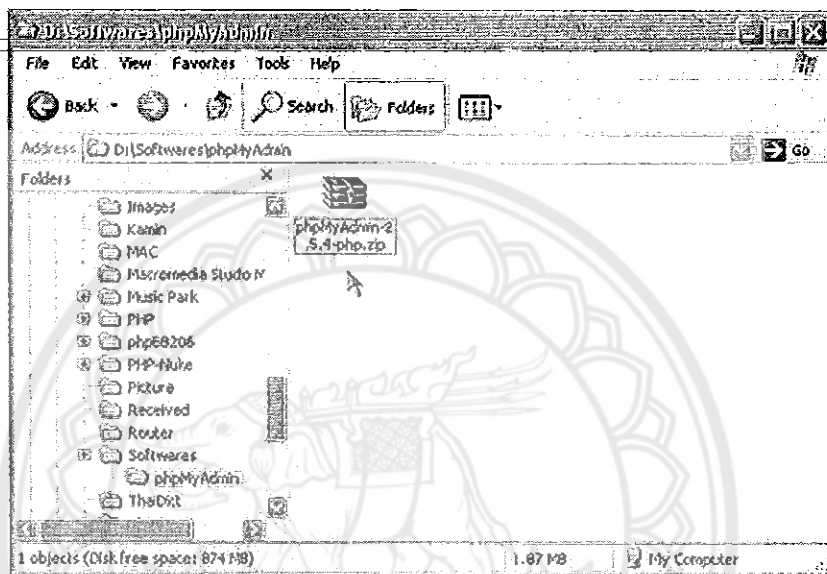 D:\Softwares\phpMyAdmin
File Edit View Favorites Tools Help
Back Search Folders
Address D:\Softwares\phpMyAdmin Go
Folders
Images
Kamin
MAC
Macromedia Studio M
Music Park
PHP
phpBB206
PHP-Nuke
Picture
Received
Router
Softwares
phpMyAdmin
ThaiDict
phpMyAdmin-2
.5.4-php.zip
1 objects (Disk free space: 874 MB) 1.87 MB My Computer